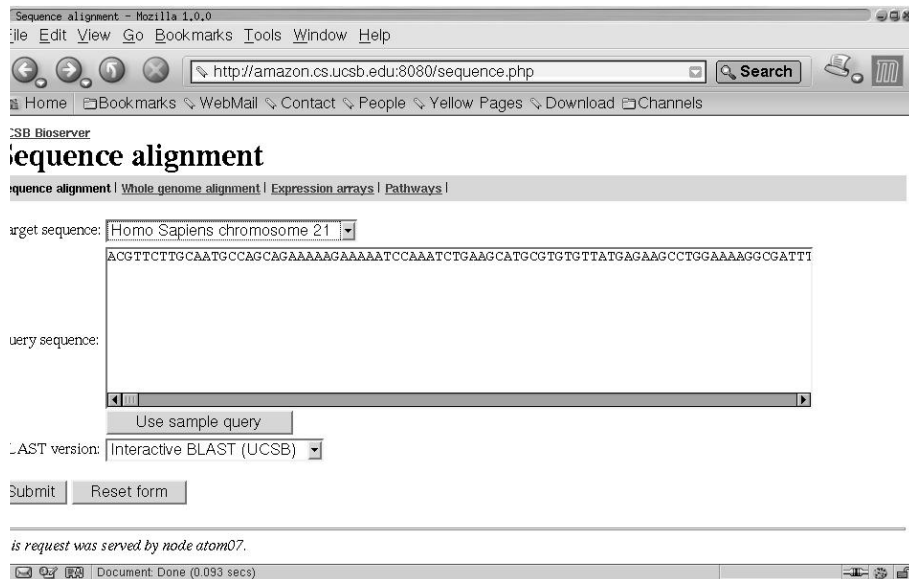 Sequence alignment - Mozilla 1.0.0
ile Edit View Go Bookmarks Tools Window Help
http://amazon.cs.ucsb.edu:8080/sequence.php Search
Home Bookmarks WebMail Contact People Yellow Pages Download Channels
CSB Bioserver
Sequence alignment
equence alignment | Whole genome alignment | Expression arrays | Pathways |
arget sequence: Homo Sapiens chromosome 21
ACGTTCTTGCAATGCCAGCAGAAAAAGAAAAATCCAAATCTGAAGCATGCGTGTGTTATGAGAAGCCTGGAAAAGGCGATTT
uery sequence:
Use sample query
LAST version: Interactive BLAST (UCSB)
Submit Reset form
is request was served by node atom07.
Document: Done (0.093 secs)